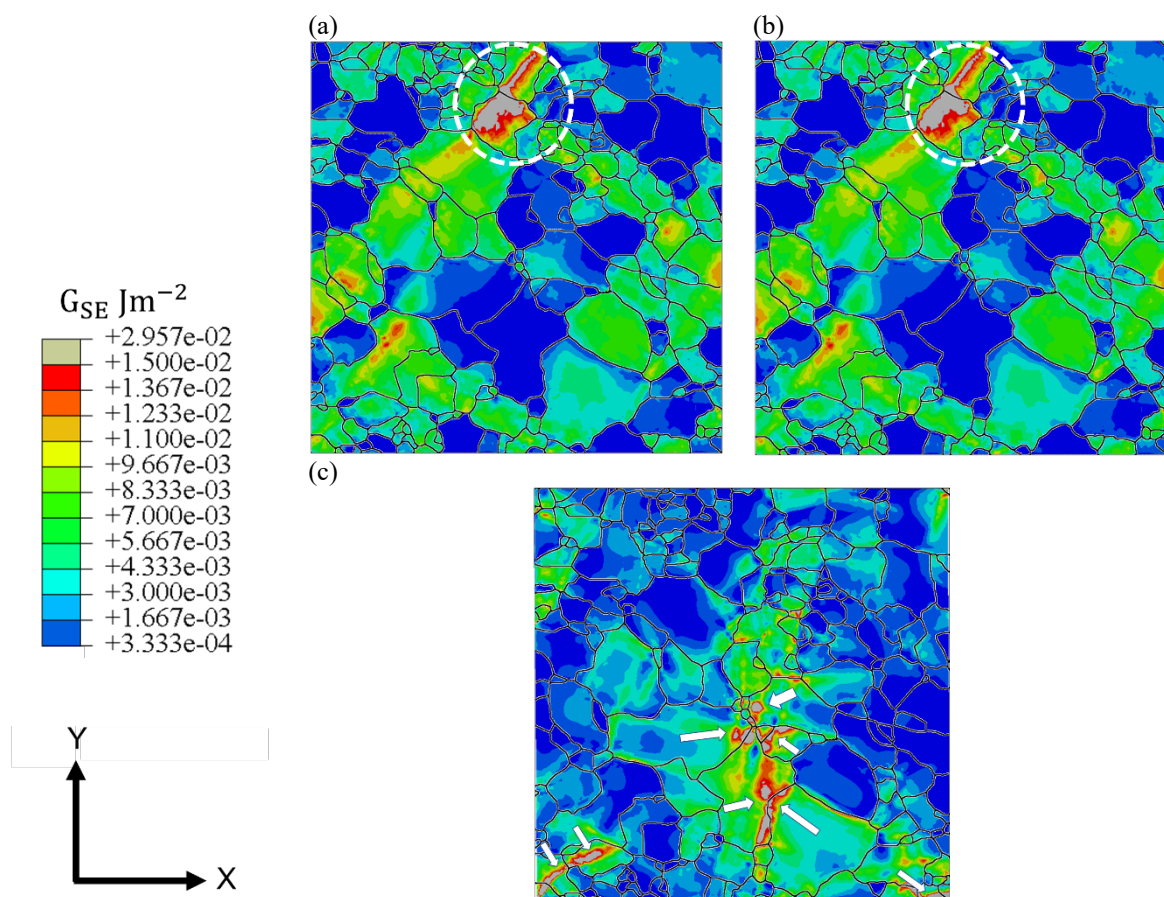 (a)
(b)
G_SE Jm⁻²
+2.957e-02
+1.500e-02
+1.367e-02
+1.233e-02
+1.100e-02
+9.667e-03
+8.333e-03
+7.000e-03
+5.667e-03
+4.333e-03
+3.000e-03
+1.667e-03
+3.333e-04
(c)
Y
X